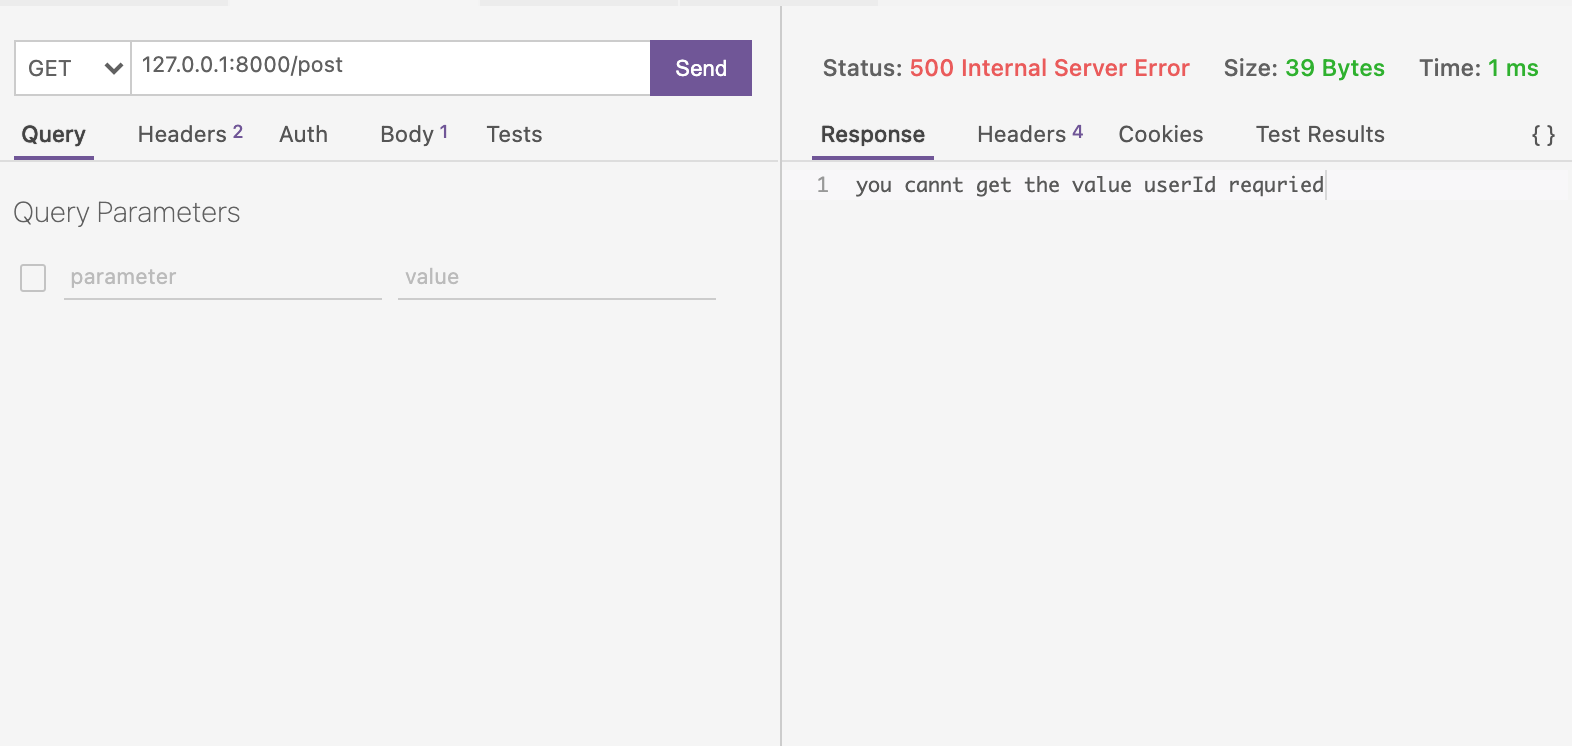 GET 127.0.0.1:8000/post Send
Query Headers 2 Auth Body 1 Tests
Query Parameters
parameter value
Status: 500 Internal Server Error Size: 39 Bytes Time: 1 ms
Response Headers 4 Cookies Test Results { }
1 you cannt get the value userId requried